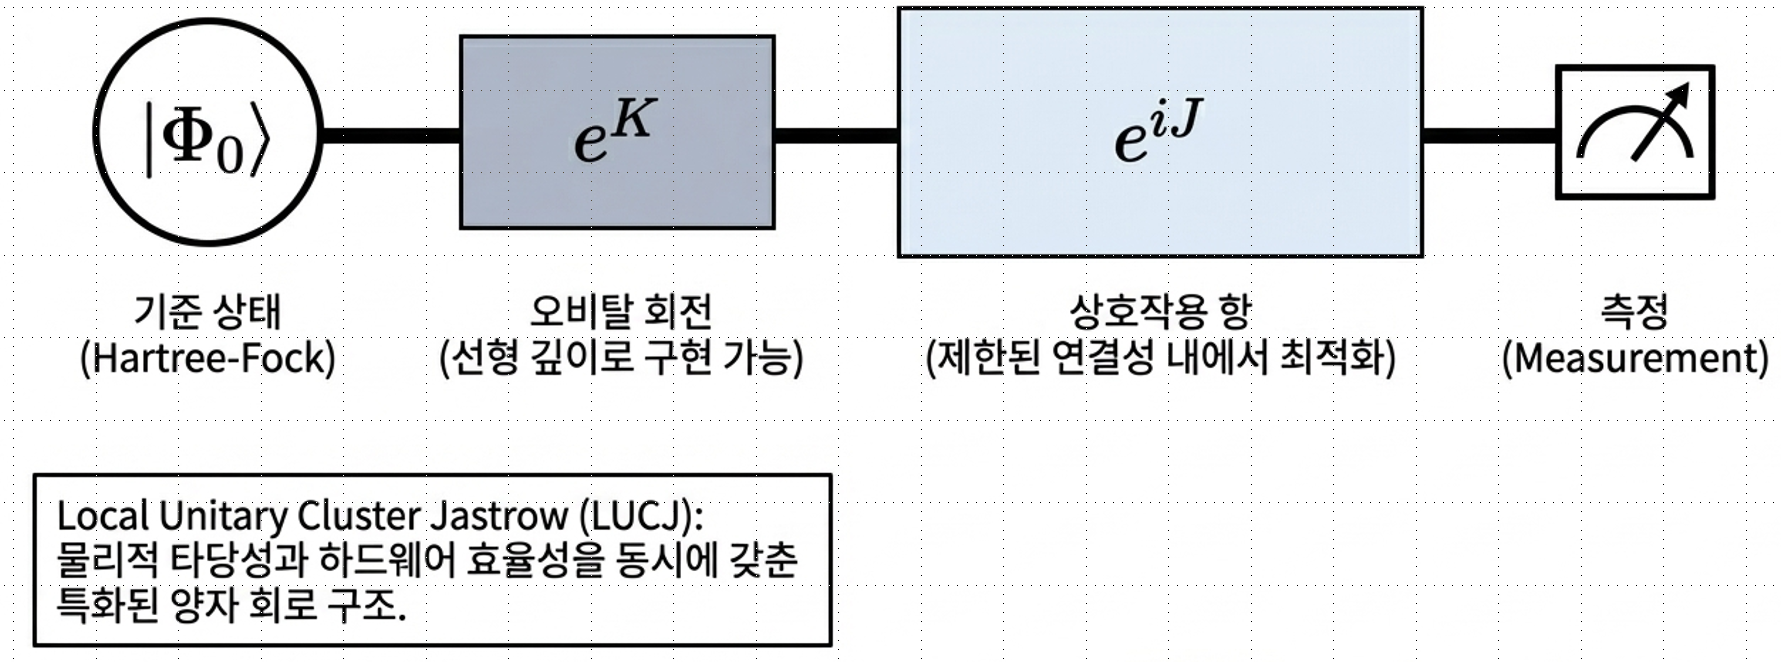 |Φ₀⟩
e^K
e^{iJ}
기준 상태
(Hartree-Fock)
오비탈 회전
(선형 깊이로 구현 가능)
상호작용 항
(제한된 연결성 내에서 최적화)
측정
(Measurement)
Local Unitary Cluster Jastrow (LUCJ):
물리적 타당성과 하드웨어 효율성을 동시에 갖춘
특화된 양자 회로 구조.